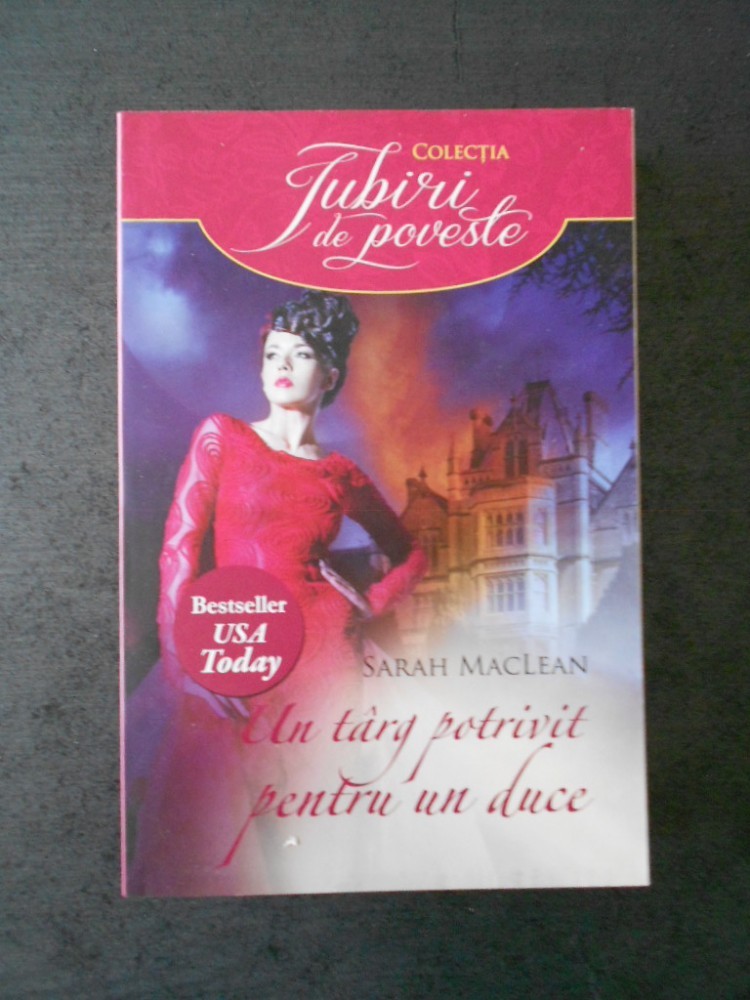 COLECȚIA
Iubiri
de poveste
Bestseller
USA
Today
SARAH MACLEAN
Un târg potrivit
pentru un duce